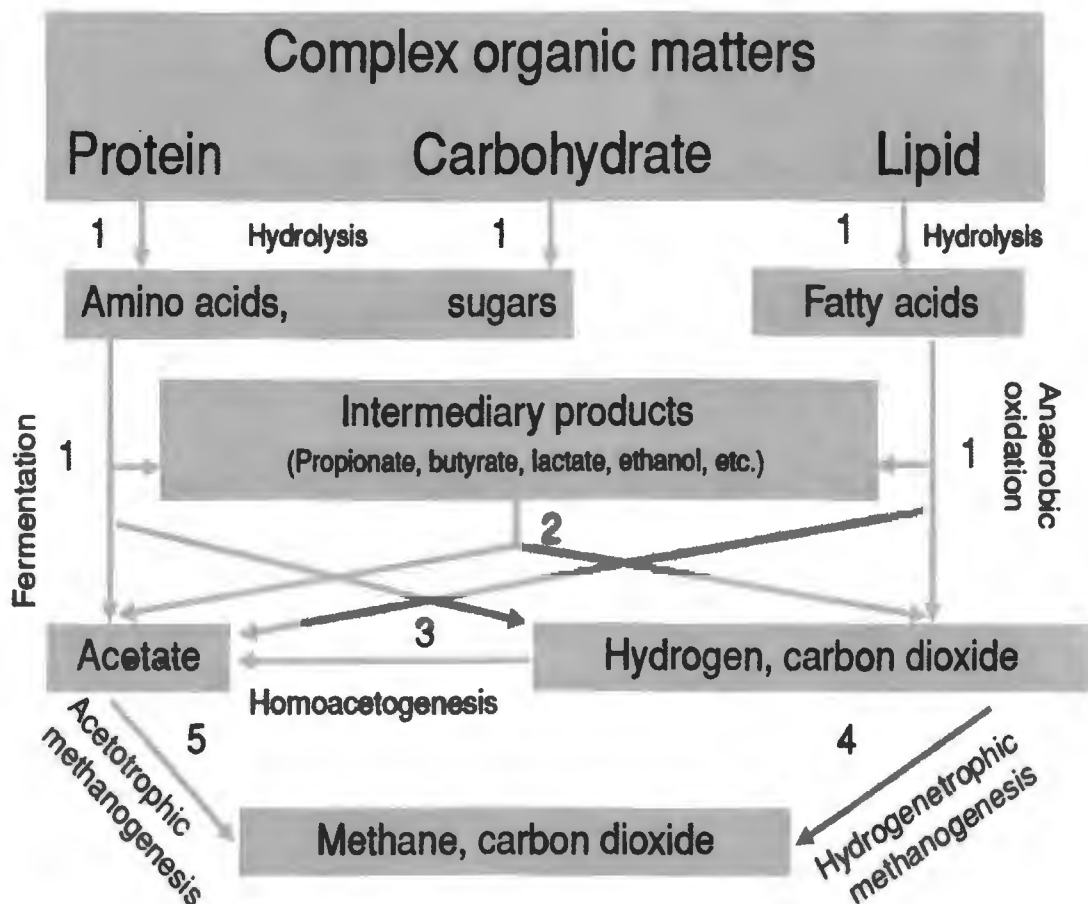 Complex organic matters
Protein Carbohydrate Lipid
1 Hydrolysis 1 1 Hydrolysis
Amino acids, sugars Fatty acids
Intermediary products
(Propionate, butyrate, lactate, ethanol, etc.)
Fermentation
1
1
Anaerobic
oxidation
2
3
Acetate Hydrogen, carbon dioxide
Homoacetogenesis
Acetotrophic
methanogenesis
5
4
Hydrogenetrophic
methanogenesis
Methane, carbon dioxide